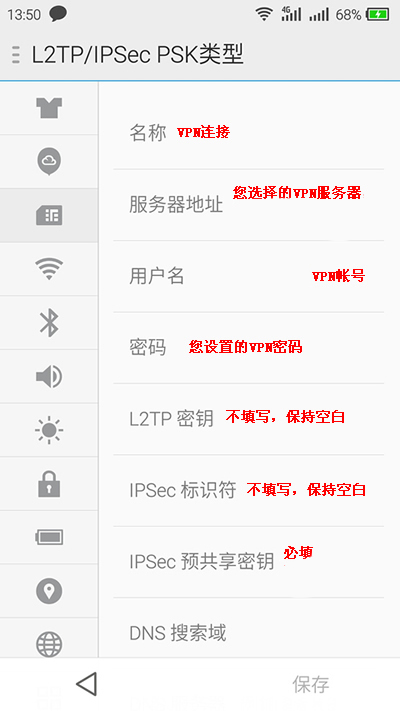 13:50 4G 68%
L2TP/IPSec PSK类型
名称 VPN连接
服务器地址 您选择的VPN服务器
用户名 VPN帐号
密码 您设置的VPN密码
L2TP 密钥 不填写，保持空白
IPSec 标识符 不填写，保持空白
IPSec 预共享密钥 必填
DNS 搜索域
保存